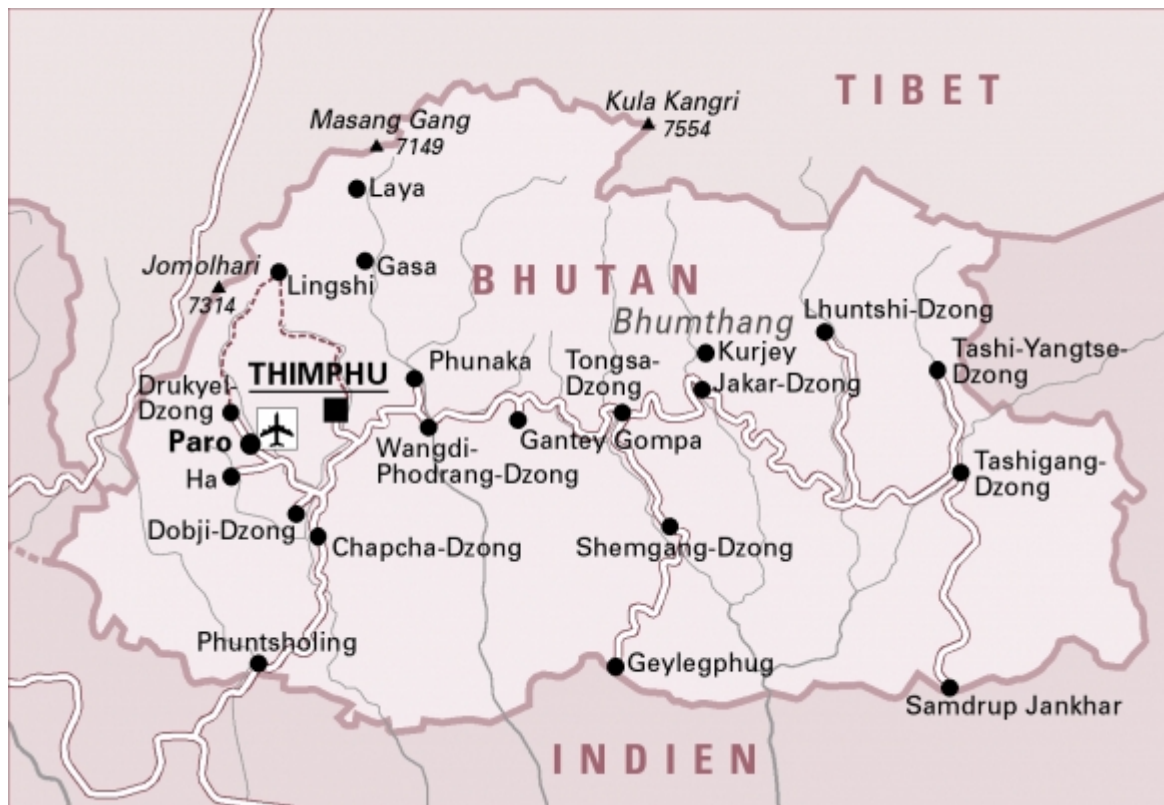 TIBET
Kula Kangri
7554
Masang Gang
7149
Laya
Jomolhari
7314
Lingshi
Gasa
BHUTAN
Bhumthang
Lhuntshi-Dzong
Kurjey
Jakar-Dzong
Tashi-Yangtse-
Dzong
Tongsa-
Dzong
Phunaka
THIMPHU
Drukyel-
Dzong
Paro
Ha
Wangdi-
Phodrang-Dzong
Gantey Gompa
Tashigang-
Dzong
Dobji-Dzong
Chapcha-Dzong
Shemgang-Dzong
Phuntsholing
Geylegphug
Samdrup Jankhar
INDIEN